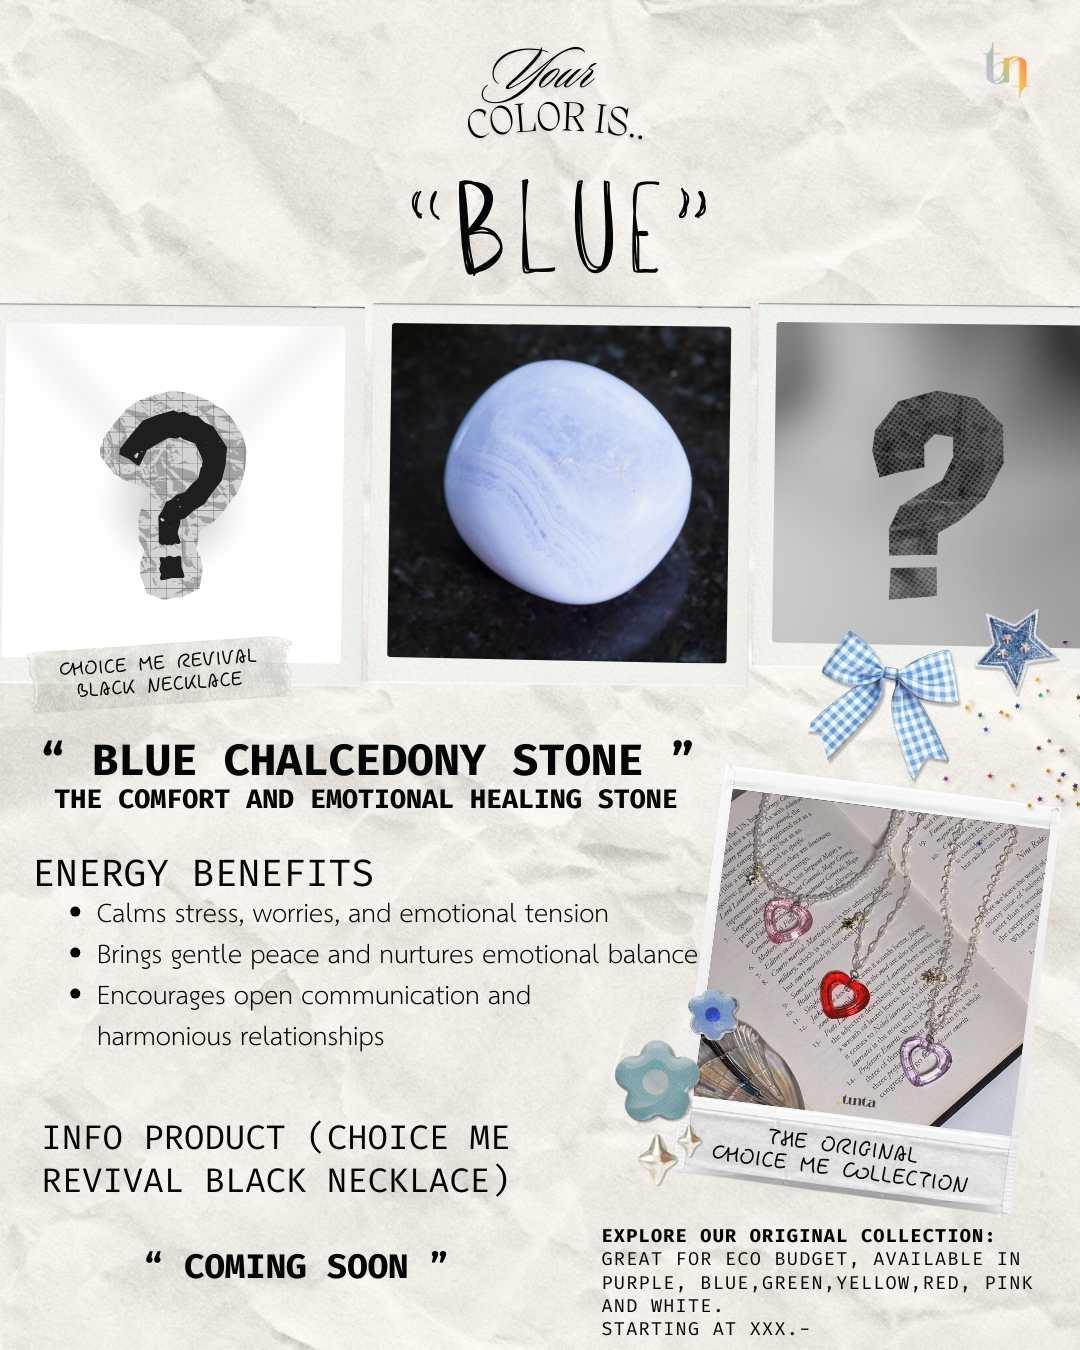 Your
COLOR IS..
“BLUE”
tn
?
?
CHOICE ME REVIVAL
BLACK NECKLACE
“ BLUE CHALCEDONY STONE ”
THE COMFORT AND EMOTIONAL HEALING STONE
ENERGY BENEFITS
• Calms stress, worries, and emotional tension
• Brings gentle peace and nurtures emotional balance
• Encourages open communication and
harmonious relationships
INFO PRODUCT (CHOICE ME
REVIVAL BLACK NECKLACE)
“ COMING SOON ”
.tunta
THE ORIGINAL
CHOICE ME COLLECTION
EXPLORE OUR ORIGINAL COLLECTION:
GREAT FOR ECO BUDGET, AVAILABLE IN
PURPLE, BLUE,GREEN,YELLOW,RED, PINK
AND WHITE.
STARTING AT XXX.-